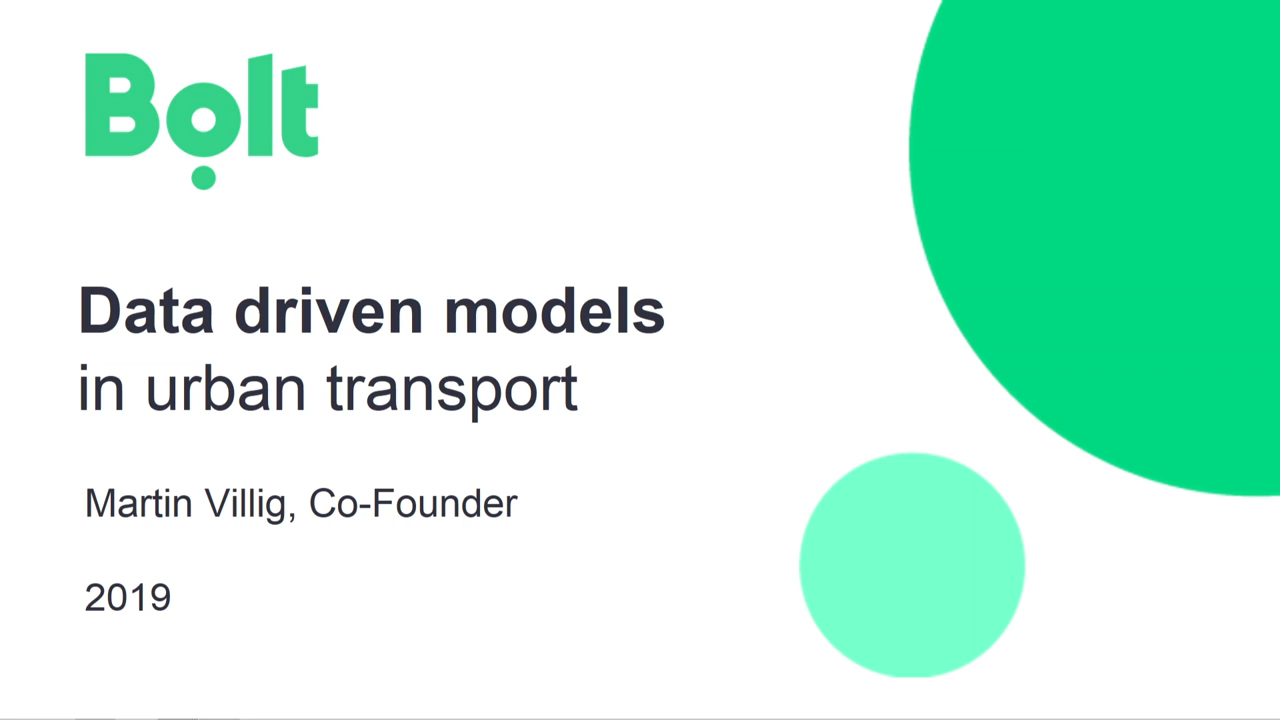 Bolt
Data driven models
in urban transport
Martin Villig, Co-Founder
2019